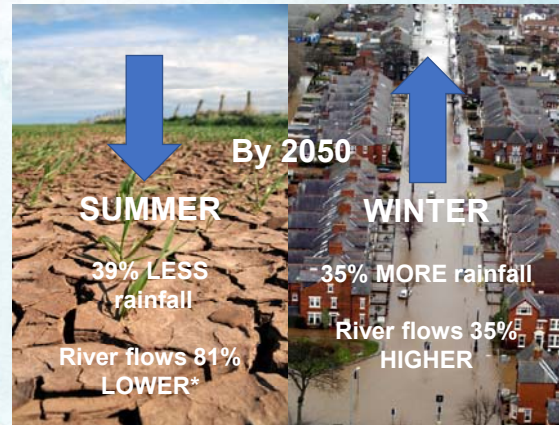 By 2050
SUMMER
39% LESS
rainfall
River flows 81%
LOWER*
WINTER
35% MORE rainfall
River flows 35%
HIGHER